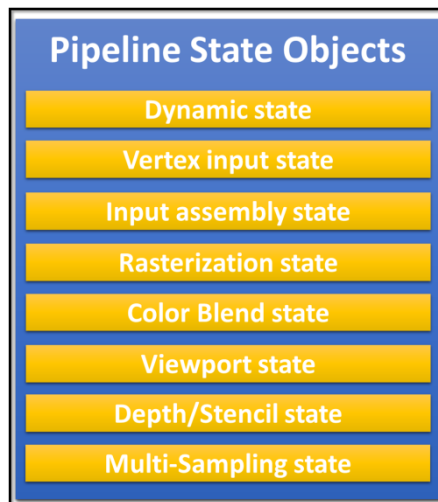 Pipeline State Objects
Dynamic state
Vertex input state
Input assembly state
Rasterization state
Color Blend state
Viewport state
Depth/Stencil state
Multi-Sampling state